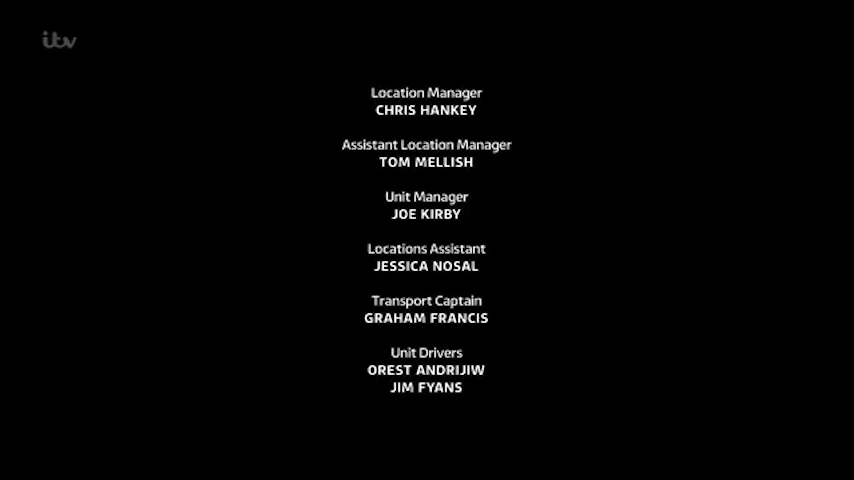 itv
Location Manager
CHRIS HANKEY
Assistant Location Manager
TOM MELLISH
Unit Manager
JOE KIRBY
Locations Assistant
JESSICA NOSAL
Transport Captain
GRAHAM FRANCIS
Unit Drivers
OREST ANDRIJIW
JIM FYANS